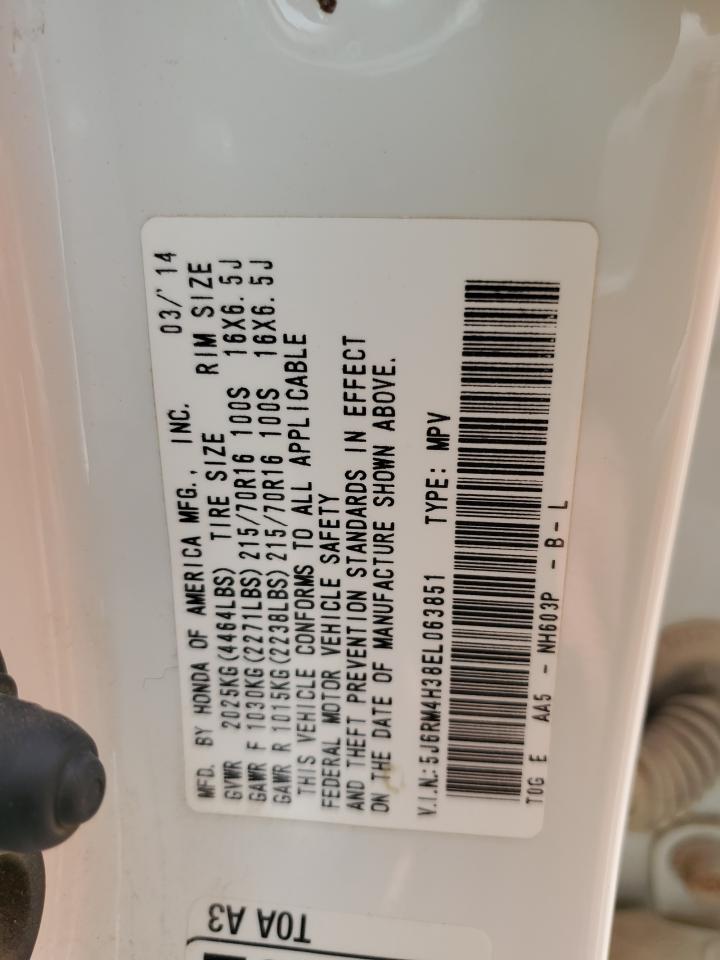 MFD. BY HONDA OF AMERICA MFG., INC. 03/'14
GVWR 2025KG(4464LBS) TIRE SIZE RIM SIZE
GAWR F 1030KG(2271LBS) 215/70R16 100S 16X6.5J
GAWR R 1015KG(2238LBS) 215/70R16 100S 16X6.5J
THIS VEHICLE CONFORMS TO ALL APPLICABLE
FEDERAL MOTOR VEHICLE SAFETY
AND THEFT PREVENTION STANDARDS IN EFFECT
ON THE DATE OF MANUFACTURE SHOWN ABOVE.
V.I.N.:5J6RM4H38EL063851 TYPE: MPV
T0G E AA5 - NH603P - B-L
T0A A3